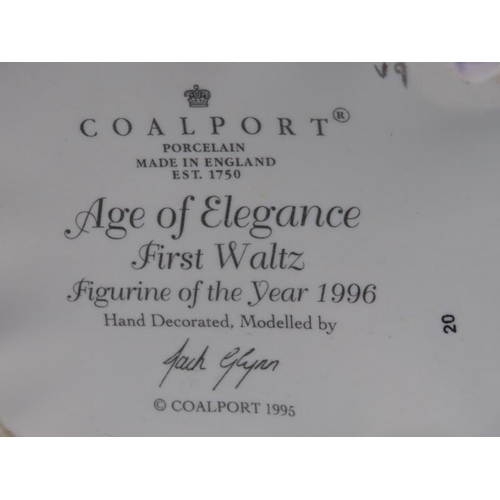 COALPORT®
PORCELAIN
MADE IN ENGLAND
EST. 1750
Age of Elegance
First Waltz
Figurine of the Year 1996
Hand Decorated, Modelled by
Jack Glynn
© COALPORT 1995
20